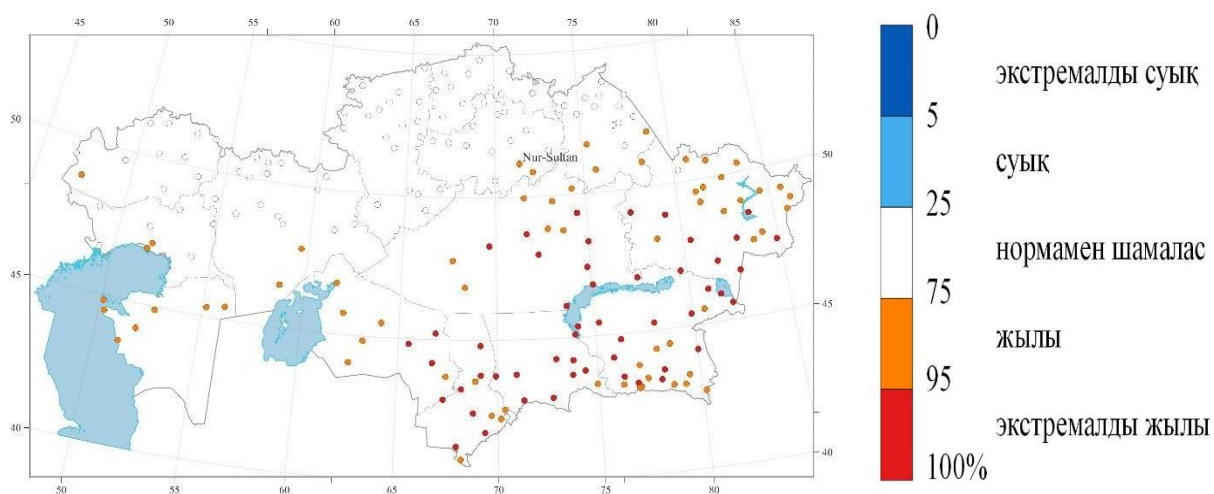 45 50 55 60 65 70 75 80 85
50
45
40
Nur-Sultan
50
45
40
50 55 60 65 70 75 80
0
экстремалды суық
5
суық
25
нормамен шамалас
75
жылы
95
экстремалды жылы
100%